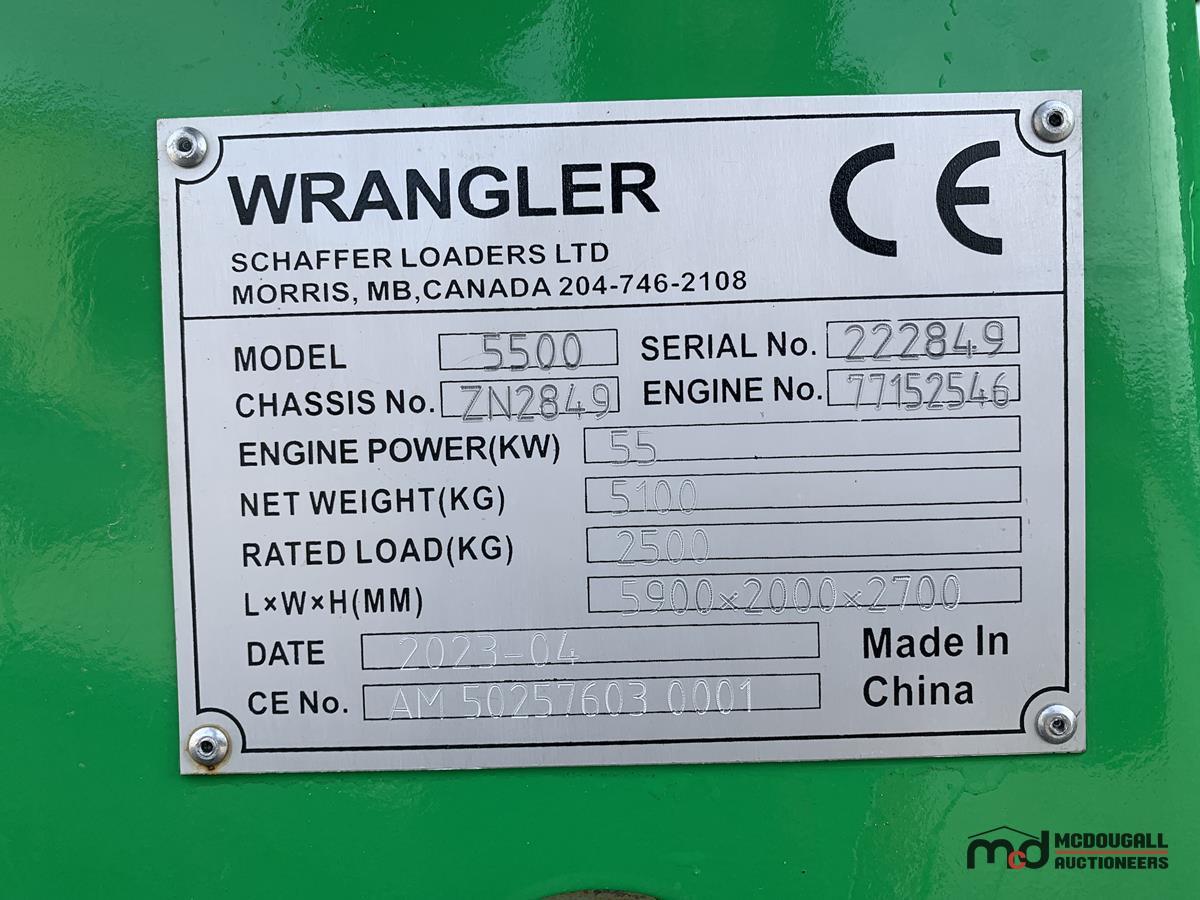 WRANGLER CE
SCHAFFER LOADERS LTD
MORRIS, MB,CANADA 204-746-2108
MODEL 5500 SERIAL No. 222849
CHASSIS No. ZN2849 ENGINE No. 77152546
ENGINE POWER(KW) 55
NET WEIGHT(KG) 5100
RATED LOAD(KG) 2500
L×W×H(MM) 5900×2000×2700
DATE 2023-04
CE No. AM 50257603 0001
Made In
China
mcd MCDOUGALL
AUCTIONEERS